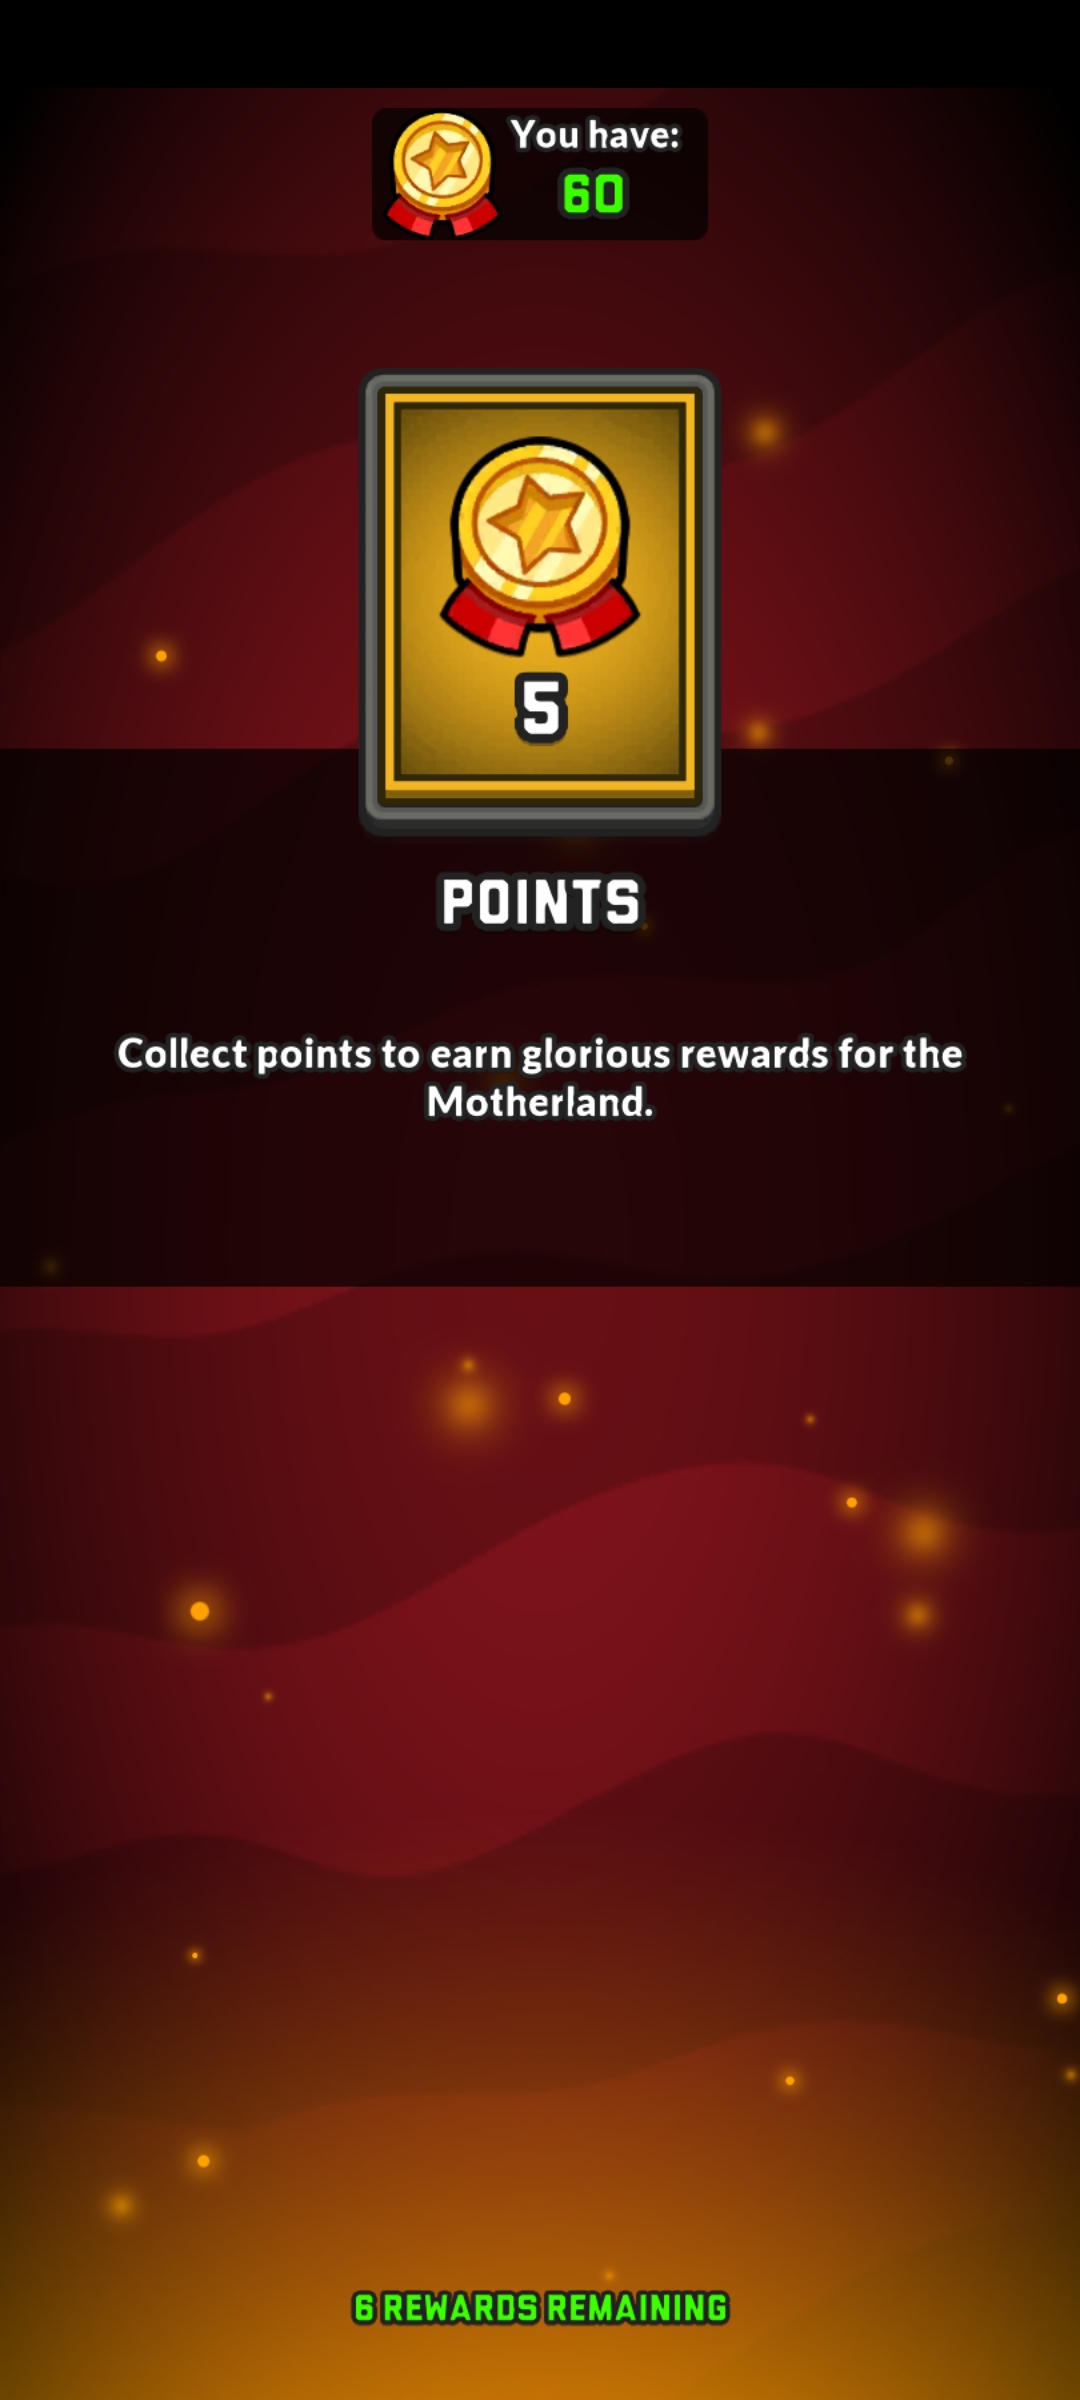 You have:
60
5
POINTS
Collect points to earn glorious rewards for the
Motherland.
6 REWARDS REMAINING